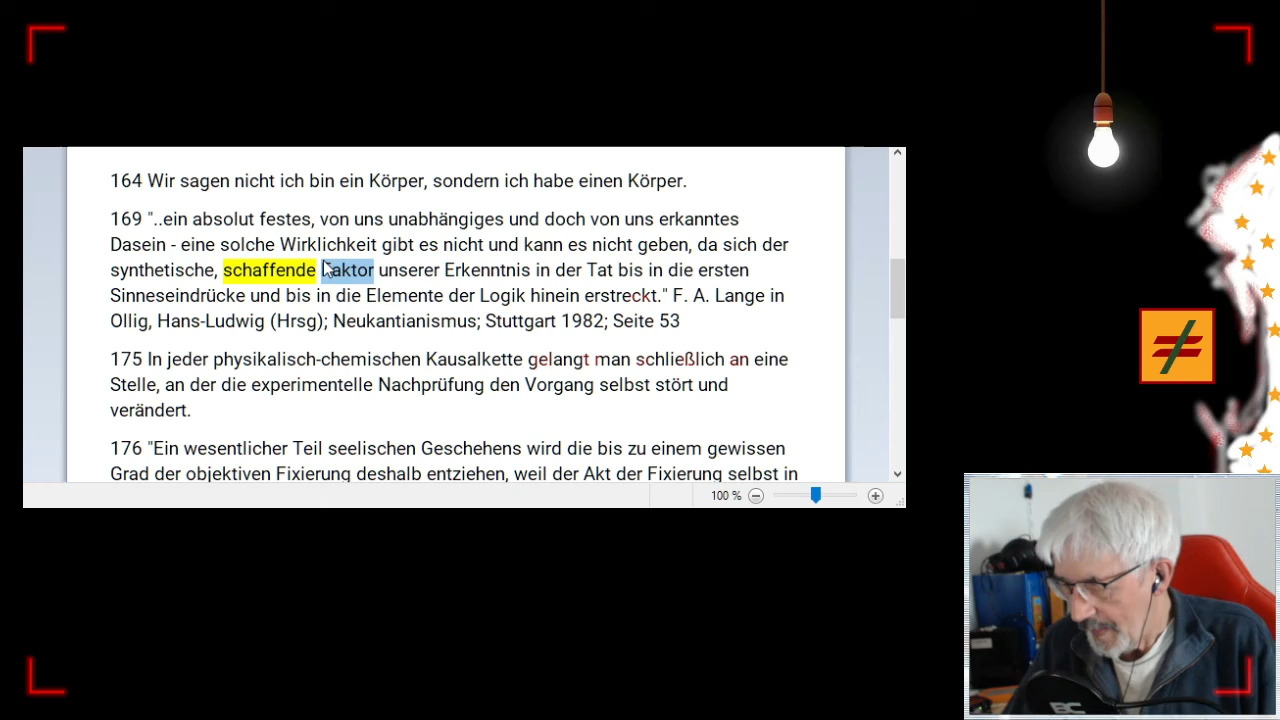 164 Wir sagen nicht ich bin ein Körper, sondern ich habe einen Körper.
169 "..ein absolut festes, von uns unabhängiges und doch von uns erkanntes
Dasein - eine solche Wirklichkeit gibt es nicht und kann es nicht geben, da sich der
synthetische, schaffende Faktor unserer Erkenntnis in der Tat bis in die ersten
Sinneseindrücke und bis in die Elemente der Logik hinein erstreckt." F. A. Lange in
Ollig, Hans-Ludwig (Hrsg); Neukantianismus; Stuttgart 1982; Seite 53
175 In jeder physikalisch-chemischen Kausalkette gelangt man schließlich an eine
Stelle, an der die experimentelle Nachprüfung den Vorgang selbst stört und
verändert.
176 "Ein wesentlicher Teil seelischen Geschehens wird die bis zu einem gewissen
Grad der objektiven Fixierung deshalb entziehen, weil der Akt der Fixierung selbst in
100 %